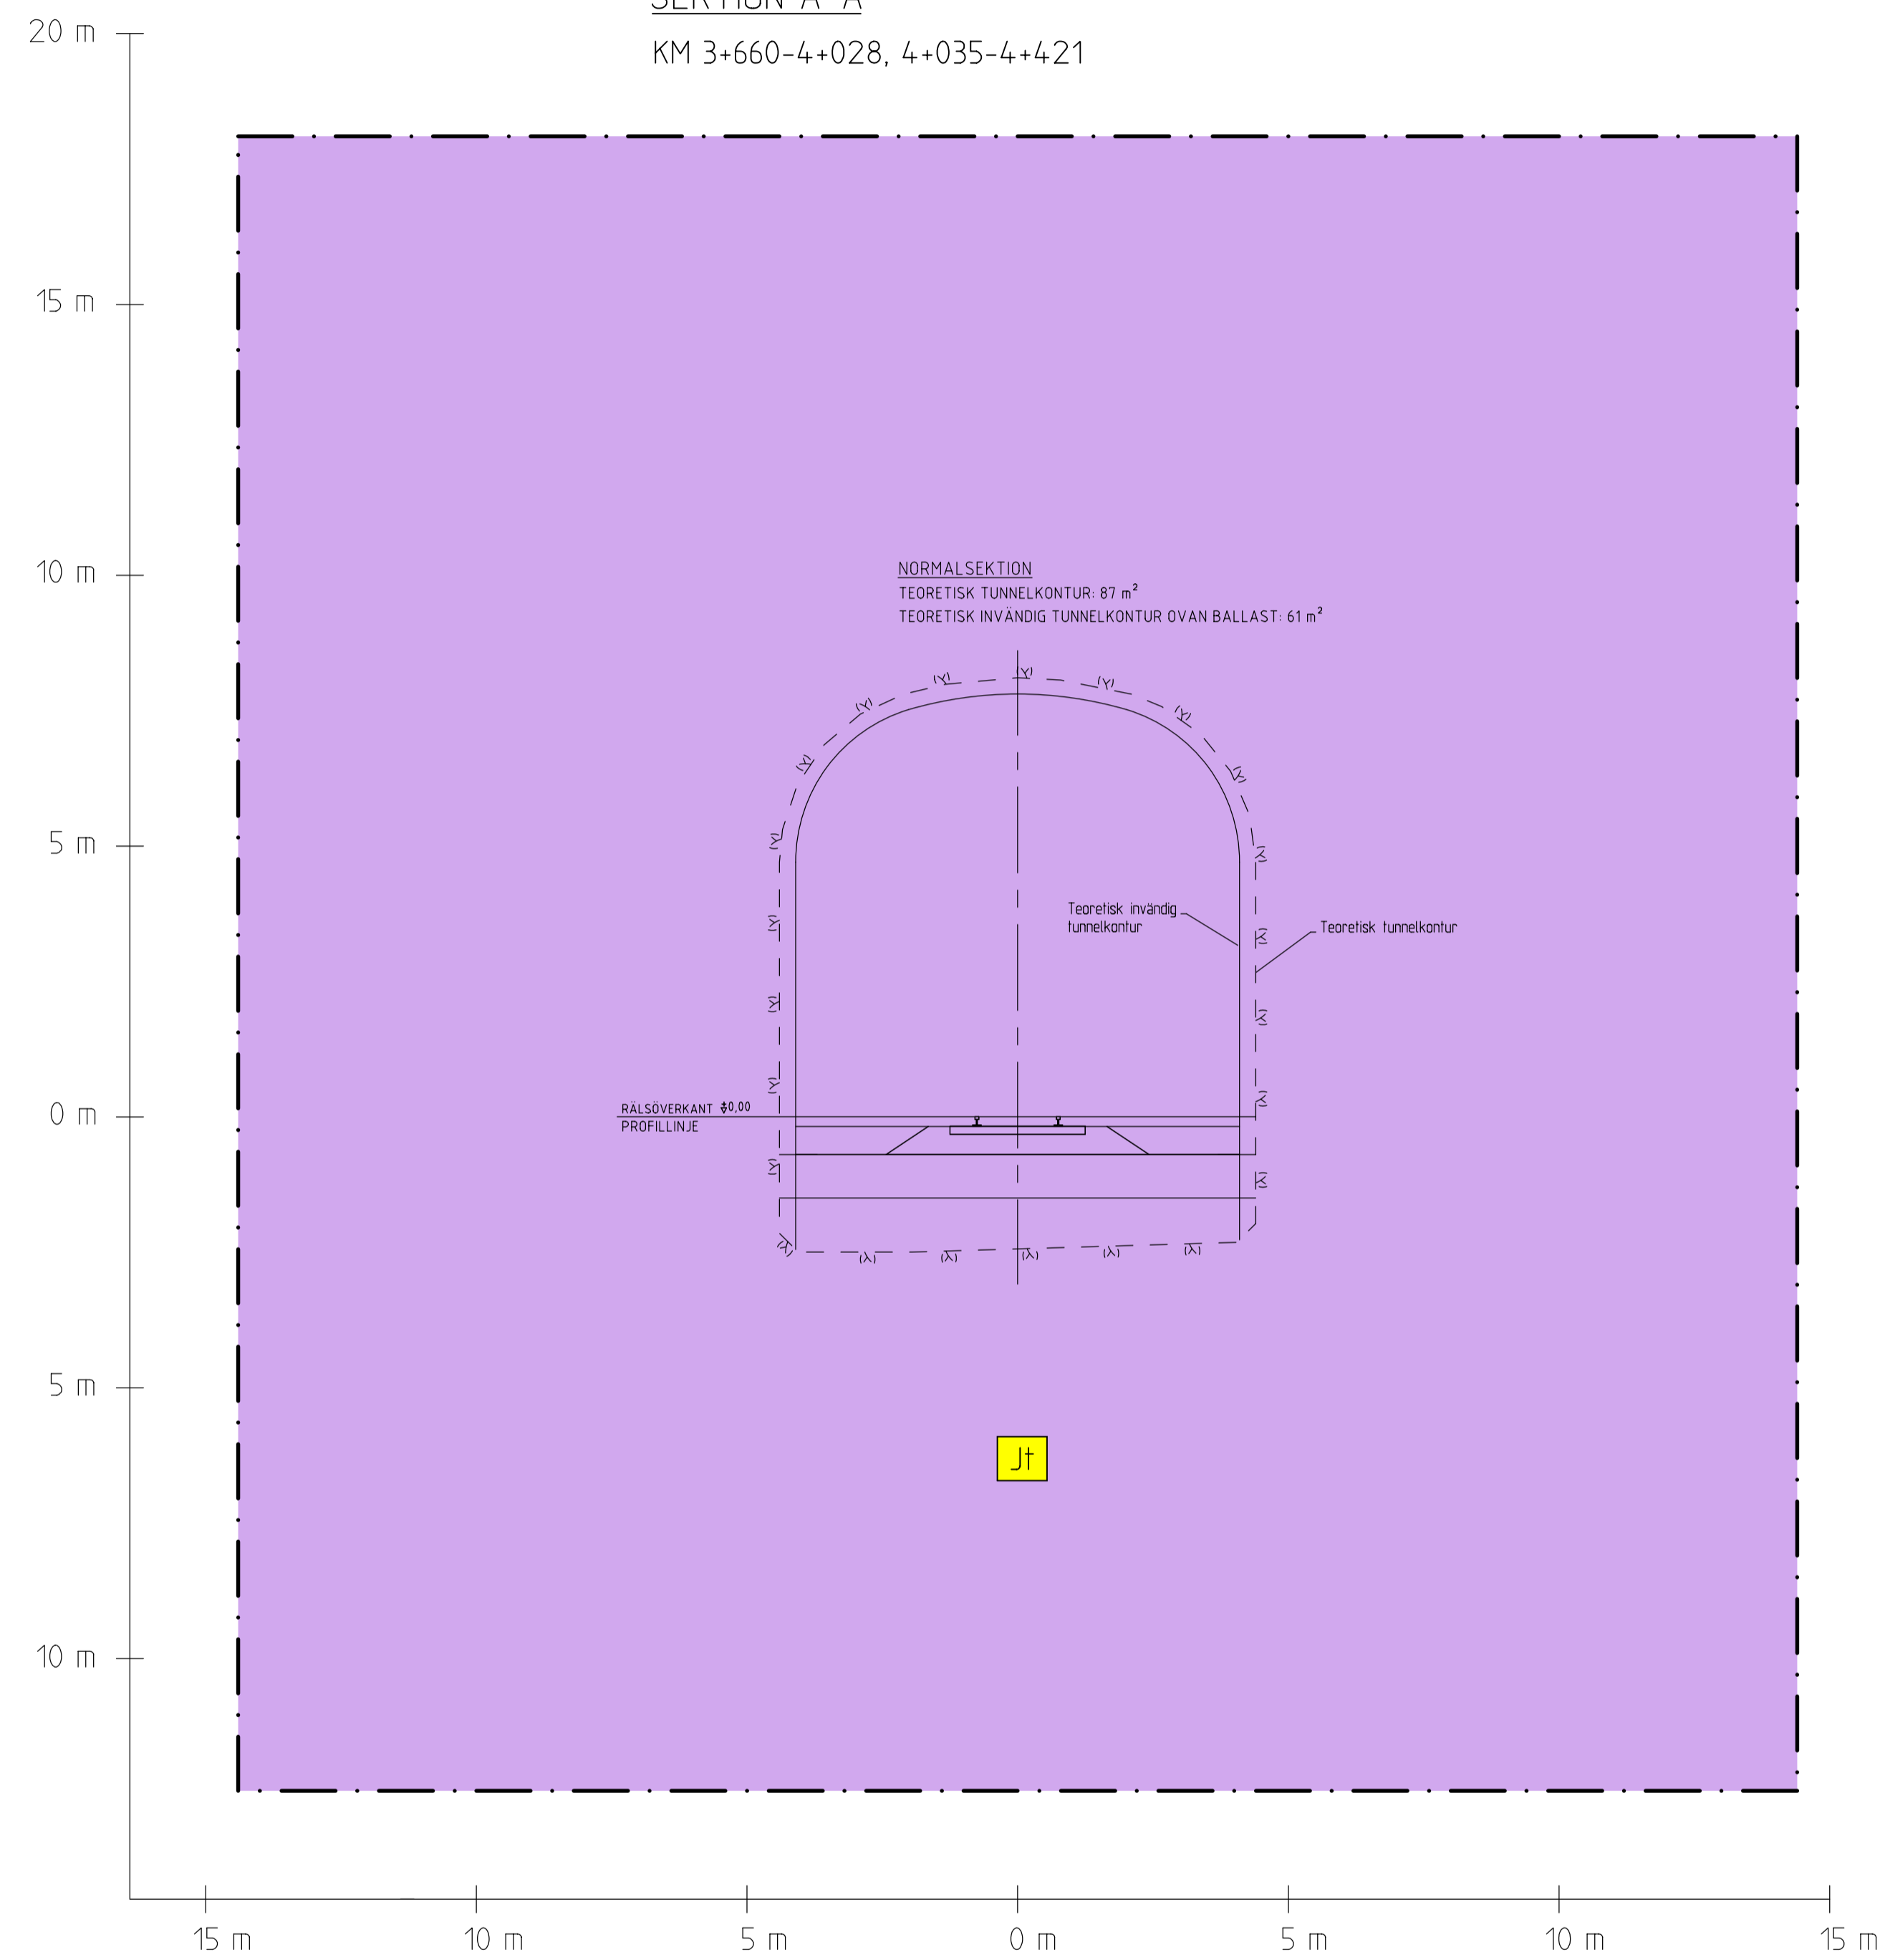 SEKTION A-A
KM 3+660-4+028, 4+035-4+421
20 m
15 m
10 m
5 m
0 m
5 m
10 m
NORMALSEKTION
TEORETISK TUNNELKONTUR: 87 m²
TEORETISK INVÄNDIG TUNNELKONTUR OVAN BALLAST: 61 m²
Teoretisk invändig
tunnelkontur
Teoretisk tunnelkontur
RÄLSÖVERKANT ±0,00
PROFILLINJE
Jt
15 m
10 m
5 m
0 m
5 m
10 m
15 m